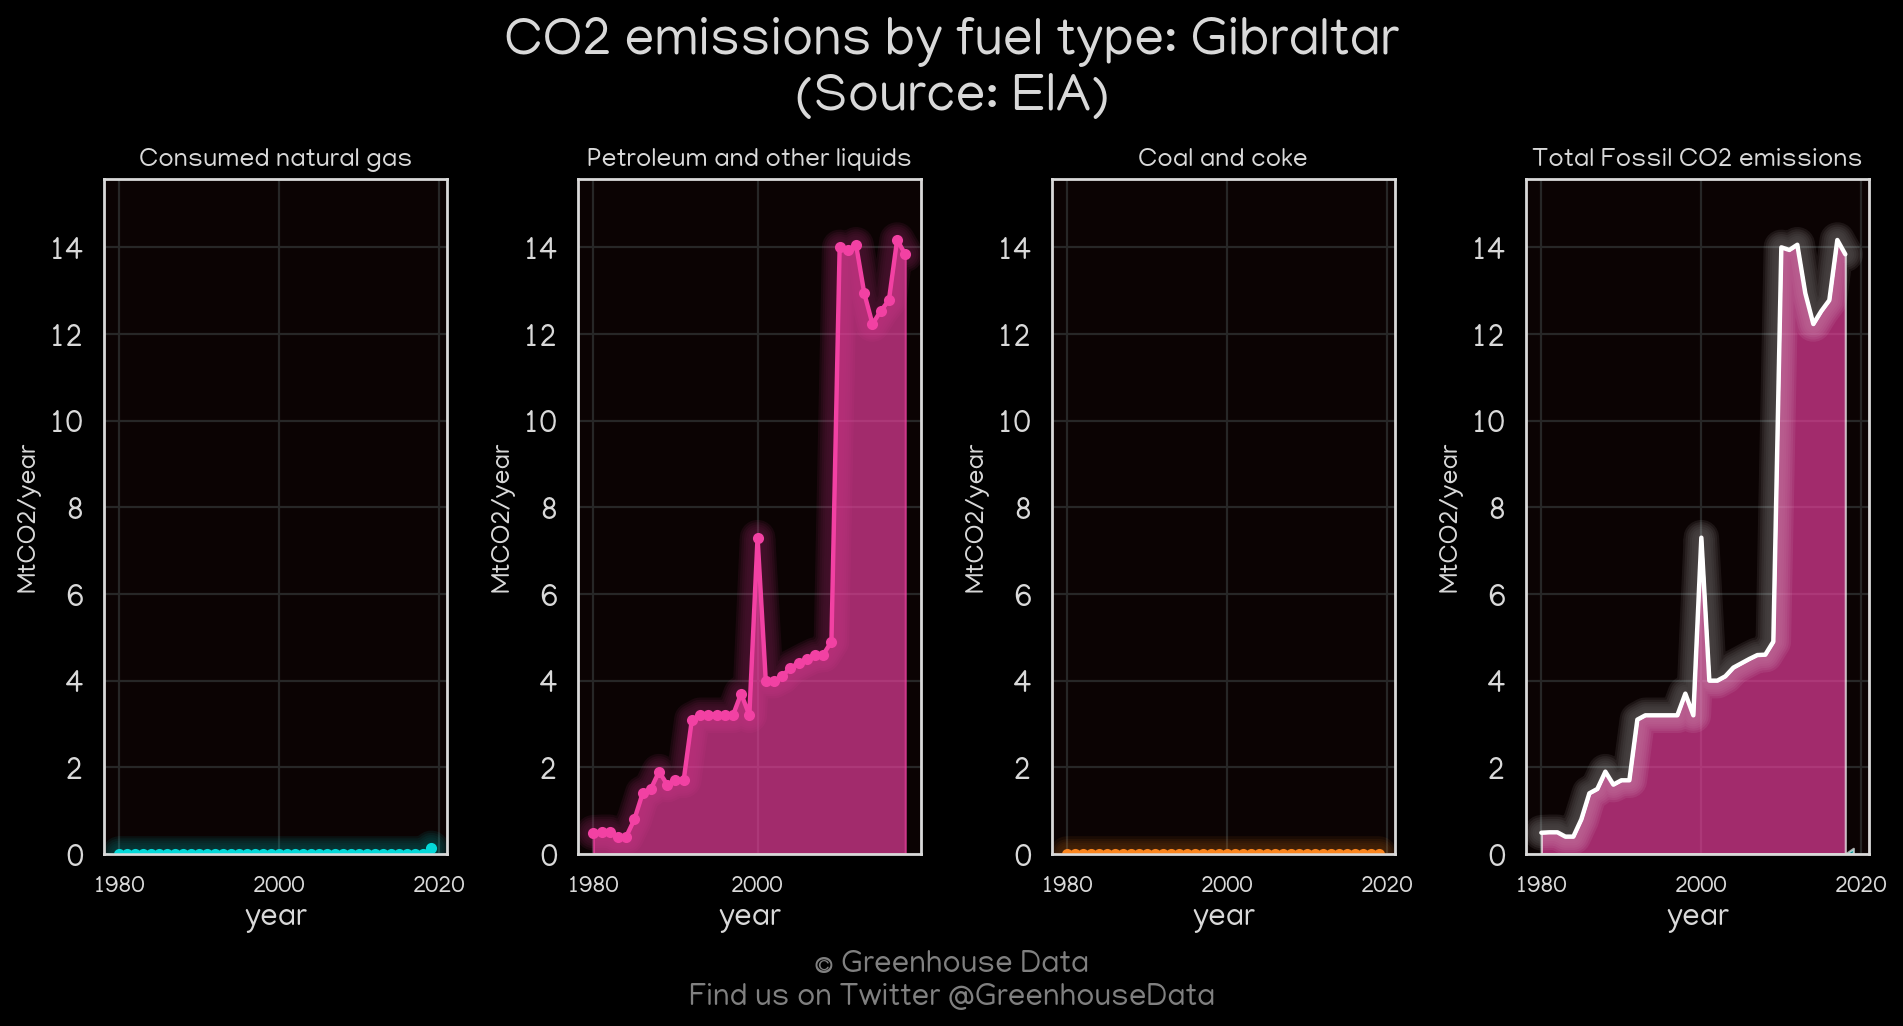 CO2 emissions by fuel type: Gibraltar
(Source: EIA)
Consumed natural gas
Petroleum and other liquids
Coal and coke
Total Fossil CO2 emissions
MtCO2/year
14
12
10
8
6
4
2
0
1980 2000 2020
year
MtCO2/year
14
12
10
8
6
4
2
0
1980 2000
year
MtCO2/year
14
12
10
8
6
4
2
0
1980 2000 2020
year
MtCO2/year
14
12
10
8
6
4
2
0
1980 2000 2020
year
© Greenhouse Data
Find us on Twitter @GreenhouseData